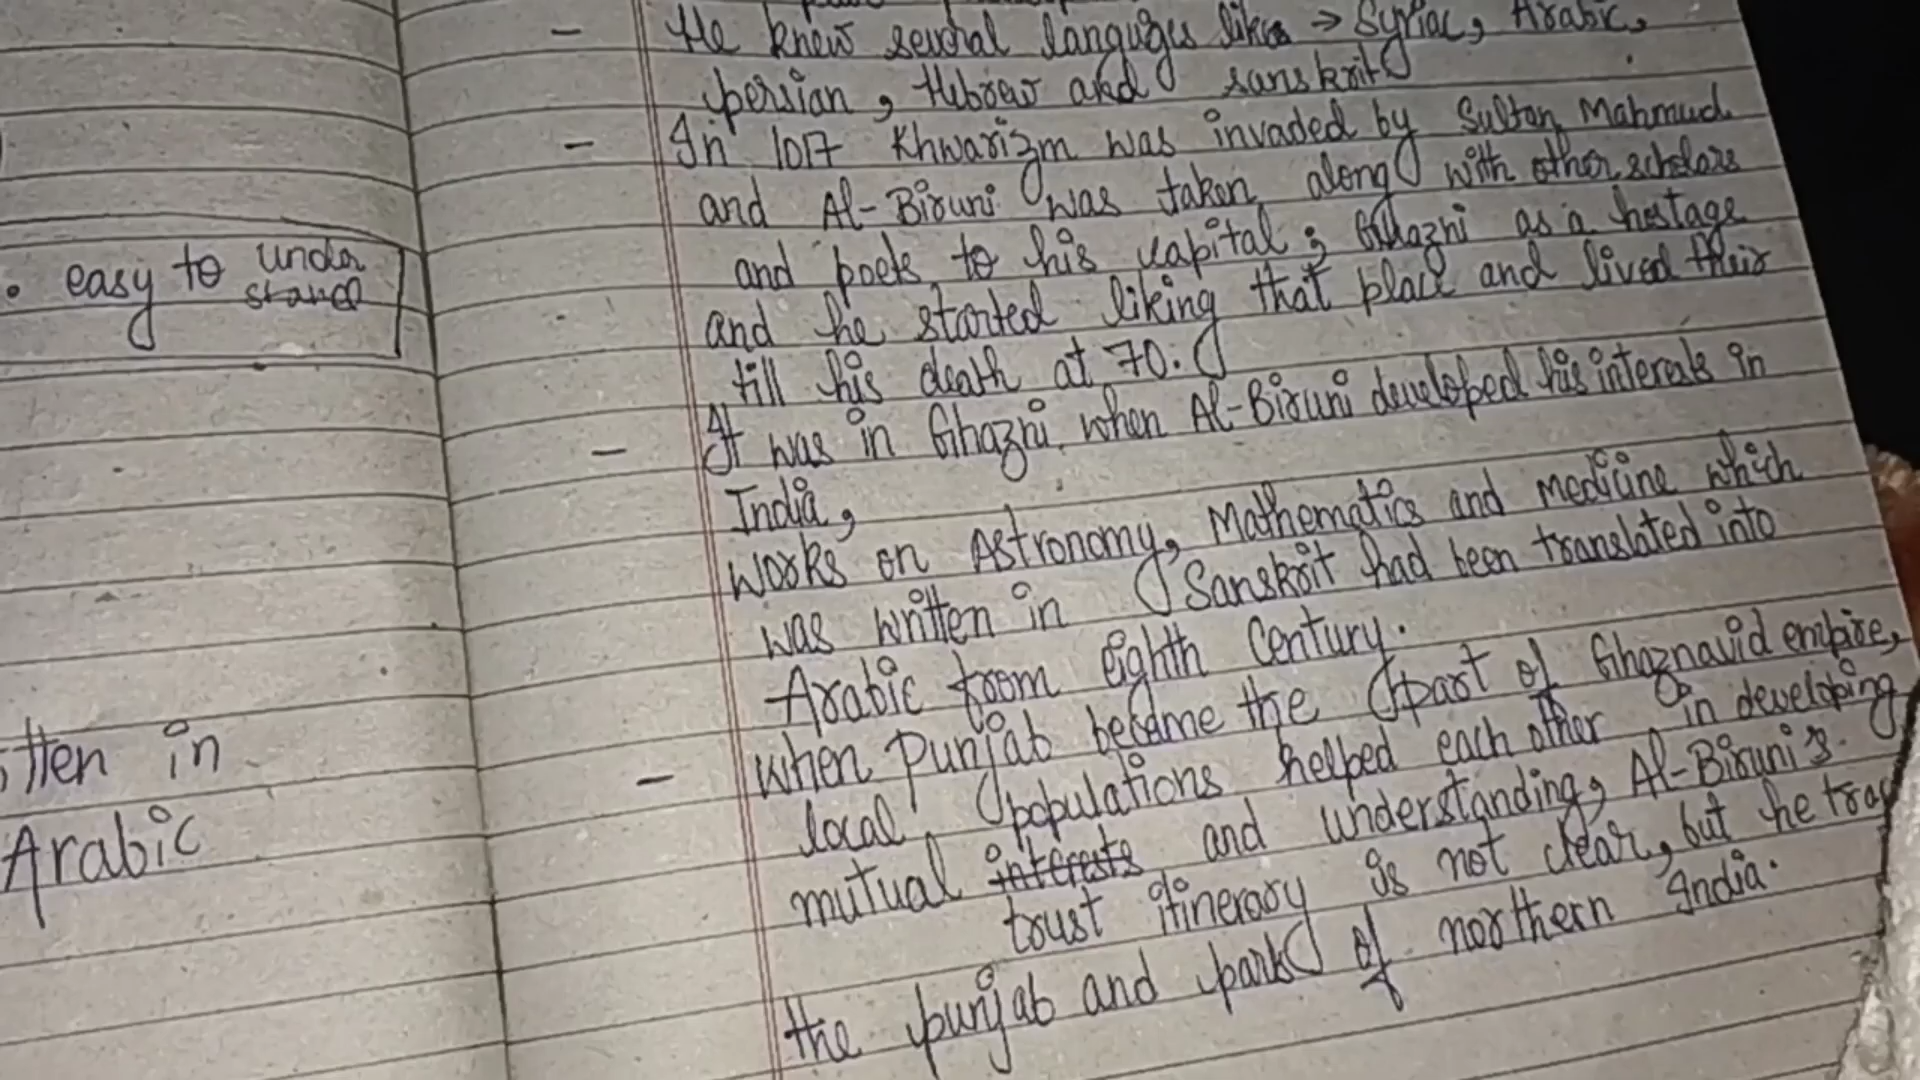 . easy to under
stand
itten in
Arabic
- He knew several languges like → Syriac, Arabic,
persian, Hebrew and sanskrit
- In 1017 Khwarizm was invaded by Sultan Mahmud
and Al-Biruni was taken along with other scholars
and poets to his capital; Ghazni as a hostage
and he started liking that place and lived their
till his death at 70.
- It was in Ghazni when Al-Biruni developed his interests in
India,
works on Astronomy, Mathematics and medicine which
was written in Sanskrit had been translated into
Arabic from eighth Century.
- when punjab became the part of Ghaznavid empire,
local populations helped each other in developing
mutual interests and understanding, Al-Biruni's.
trust itinerary is not clear, but he trav
the punjab and parts of northern India.